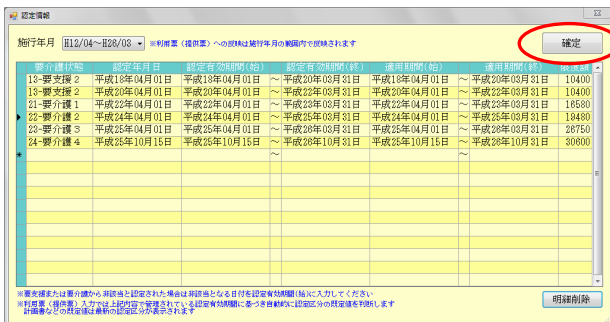 認定情報
施行年月 H12/04～H26/03 ※利用票（提供票）への反映は施行年月の範囲内で反映されます 確定
要介護状態 認定年月日 認定有効期間(始) 認定有効期間(終) 適用期間(始) 適用期間(終)
13-要支援２ 平成18年04月01日 平成18年04月01日 ～ 平成20年03月31日 平成18年04月01日 ～ 平成20年03月31日 10400
13-要支援２ 平成20年04月01日 平成20年04月01日 ～ 平成22年03月31日 平成20年04月01日 ～ 平成22年03月31日 10400
21-要介護１ 平成22年04月01日 平成22年04月01日 ～ 平成24年03月31日 平成22年04月01日 ～ 平成24年03月31日 16580
22-要介護２ 平成24年04月01日 平成24年04月01日 ～ 平成25年03月31日 平成24年04月01日 ～ 平成25年03月31日 19480
23-要介護３ 平成25年04月01日 平成25年04月01日 ～ 平成26年03月31日 平成25年04月01日 ～ 平成26年03月31日 26750
24-要介護４ 平成25年10月15日 平成25年10月15日 ～ 平成26年10月31日 平成25年10月15日 ～ 平成26年10月31日 30600
* ～ ～
※要支援または要介護から非該当と認定された場合は非該当となる日付を認定有効期間(始)に入力してください
※利用票（提供票）入力では上記内容で管理されている認定有効期間に基づき自動的に認定区分の既定値を判断します
計画書などの既定値は最新の認定区分が表示されます
明細削除